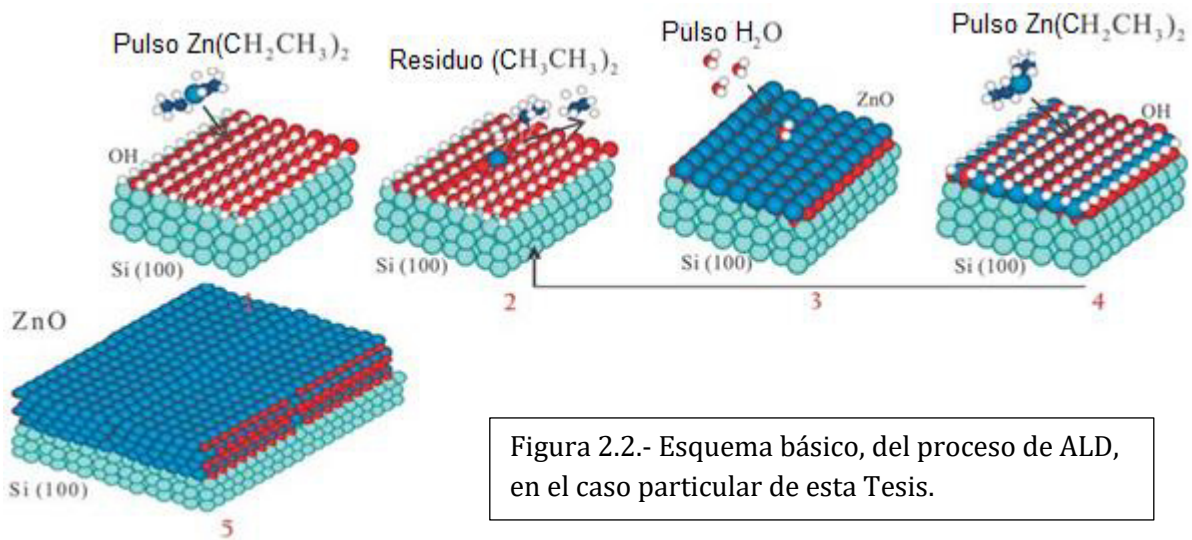 Pulso Zn(CH₂CH₃)₂
Residuo (CH₃CH₃)₂
Pulso H₂O
Pulso Zn(CH₂CH₃)₂
OH
ZnO
OH
Si (100)
Si (100)
Si (100)
Si (100)
1
2
3
4
ZnO
Si (100)
5
Figura 2.2.- Esquema básico, del proceso de ALD,
en el caso particular de esta Tesis.